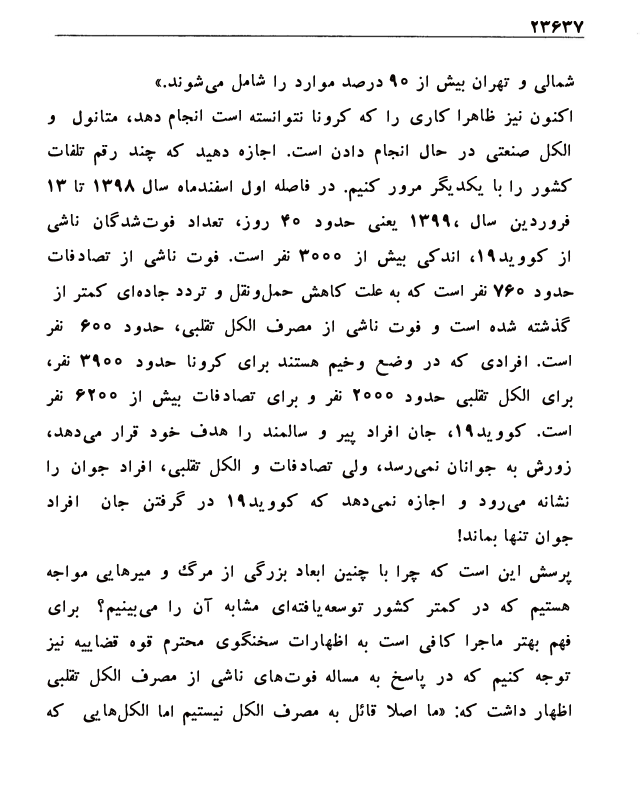 ۲۳۶۳۷
شمالی و تهران بیش از ۹۰ درصد موارد را شامل می‌شوند.»
اکنون نیز ظاهرا کاری را که کرونا نتوانسته است انجام دهد، متانول و
الکل صنعتی در حال انجام دادن است. اجازه دهید که چند رقم تلفات
کشور را با یکدیگر مرور کنیم. در فاصله اول اسفندماه سال ۱۳۹۸ تا ۱۳
فروردین سال ،۱۳۹۹ یعنی حدود ۴۰ روز، تعداد فوت‌شدگان ناشی
از کووید۱۹، اندکی بیش از ۳۰۰۰ نفر است. فوت ناشی از تصادفات
حدود ۷۶۰ نفر است که به علت کاهش حمل‌ونقل و تردد جاده‌ای کمتر از
گذشته شده است و فوت ناشی از مصرف الکل تقلبی، حدود ۶۰۰ نفر
است. افرادی که در وضع وخیم هستند برای کرونا حدود ۳۹۰۰ نفر،
برای الکل تقلبی حدود ۲۰۰۰ نفر و برای تصادفات بیش از ۶۲۰۰ نفر
است. کووید۱۹، جان افراد پیر و سالمند را هدف خود قرار می‌دهد،
زورش به جوانان نمی‌رسد، ولی تصادفات و الکل تقلبی، افراد جوان را
نشانه می‌رود و اجازه نمی‌دهد که کووید۱۹ در گرفتن جان افراد
جوان تنها بماند!
پرسش این است که چرا با چنین ابعاد بزرگی از مرگ و میرهایی مواجه
هستیم که در کمتر کشور توسعه‌یافته‌ای مشابه آن را می‌بینیم؟ برای
فهم بهتر ماجرا کافی است به اظهارات سخنگوی محترم قوه قضاییه نیز
توجه کنیم که در پاسخ به مساله فوت‌های ناشی از مصرف الکل تقلبی
اظهار داشت که: «ما اصلا قائل به مصرف الکل نیستیم اما الکل‌هایی که